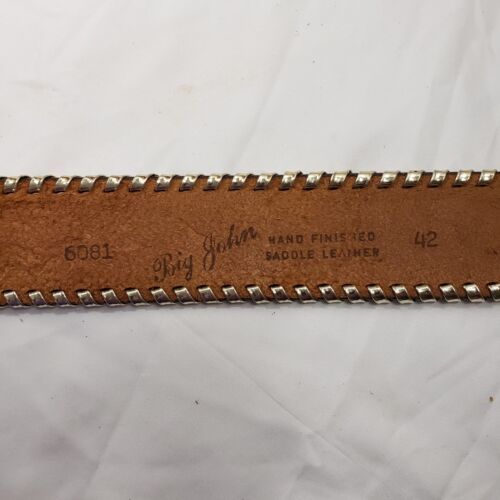 6081
Big John
HAND FINISHED
SADDLE LEATHER
42